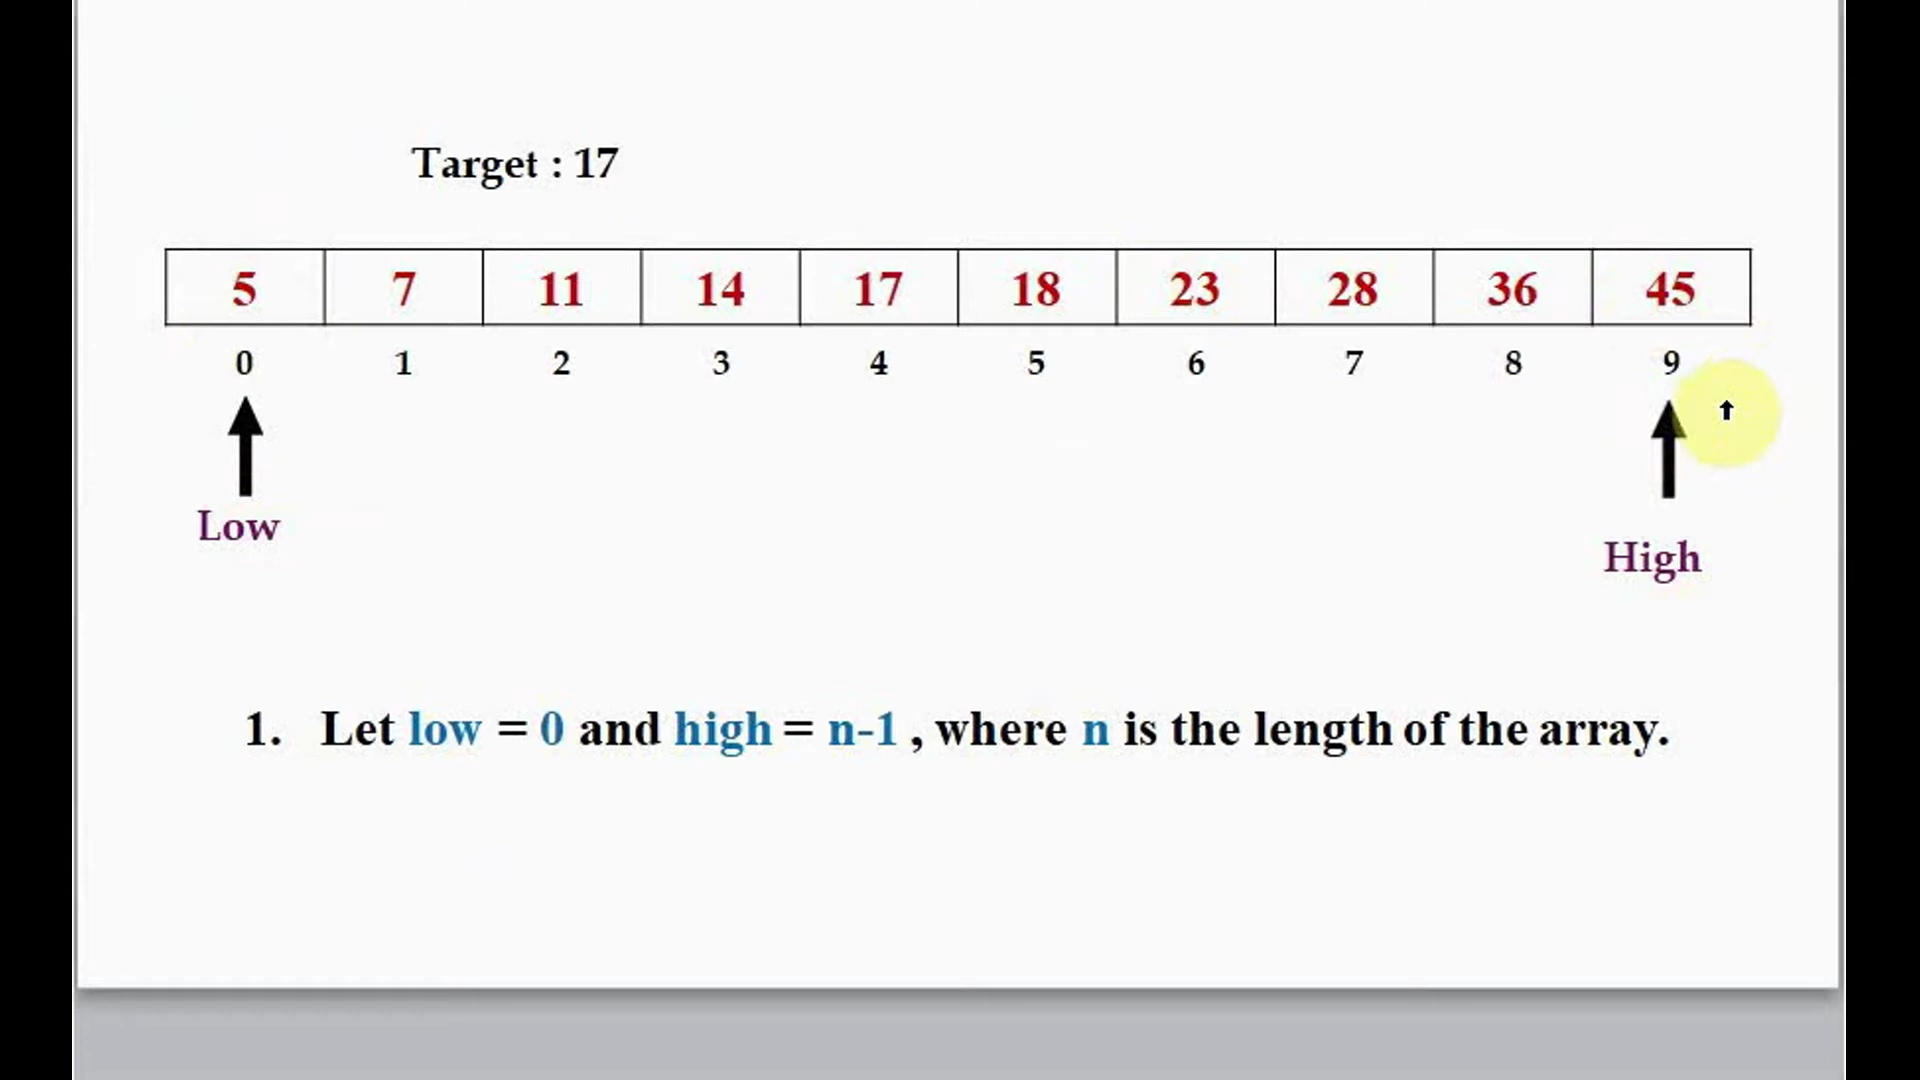 Target : 17
5 7 11 14 17 18 23 28 36 45
0 1 2 3 4 5 6 7 8 9
Low
High
1. Let low = 0 and high = n-1 , where n is the length of the array.